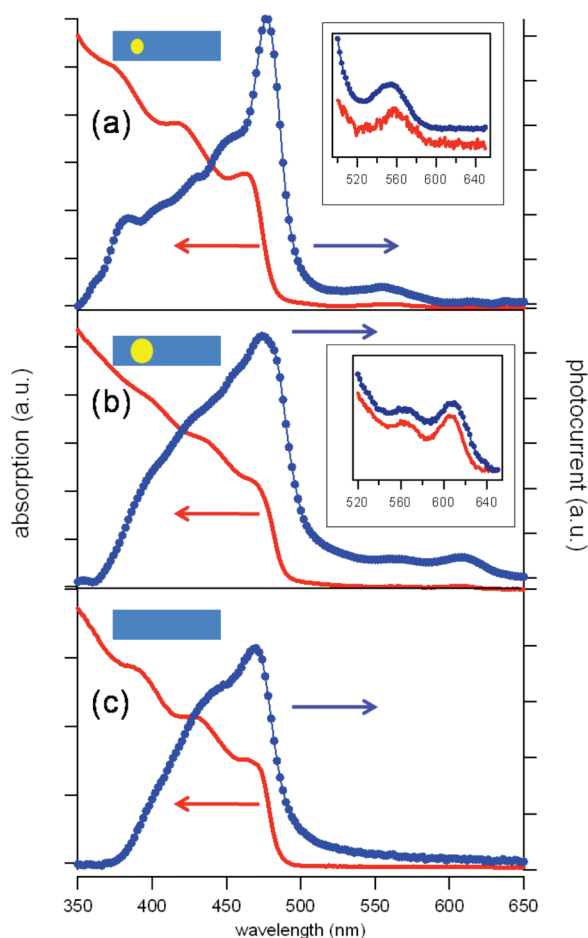 (a)
520 560 600 640
(b)
520 560 600 640
absorption (a.u.)
photocurrent (a.u.)
(c)
350 400 450 500 550 600 650
wavelength (nm)